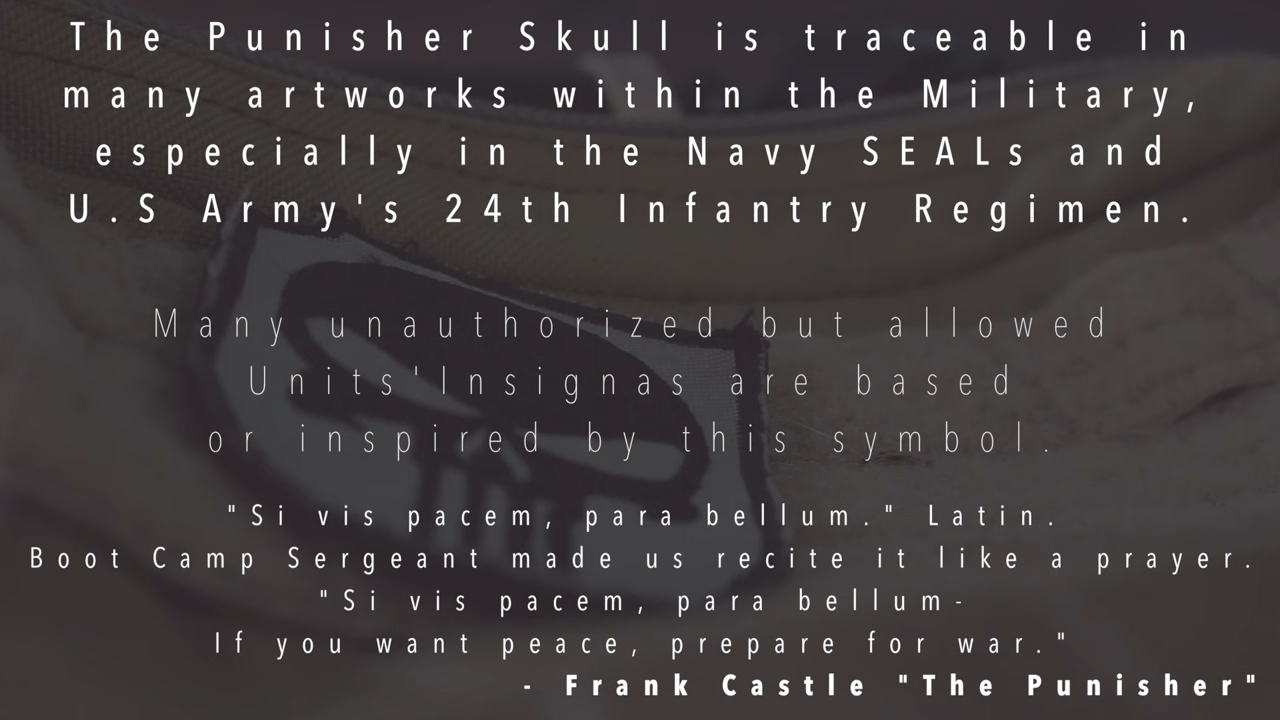 The Punisher Skull is traceable in
many artworks within the Military,
especially in the Navy SEALs and
U.S Army's 24th Infantry Regimen.
Many unauthorized but allowed
Units'Insignas are based
or inspired by this symbol.
"Si vis pacem, para bellum." Latin.
Boot Camp Sergeant made us recite it like a prayer.
"Si vis pacem, para bellum-
If you want peace, prepare for war."
- Frank Castle "The Punisher"